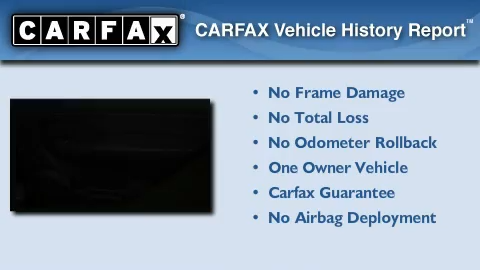 CARFAX® CARFAX Vehicle History Report™
• No Frame Damage
• No Total Loss
• No Odometer Rollback
• One Owner Vehicle
• Carfax Guarantee
• No Airbag Deployment